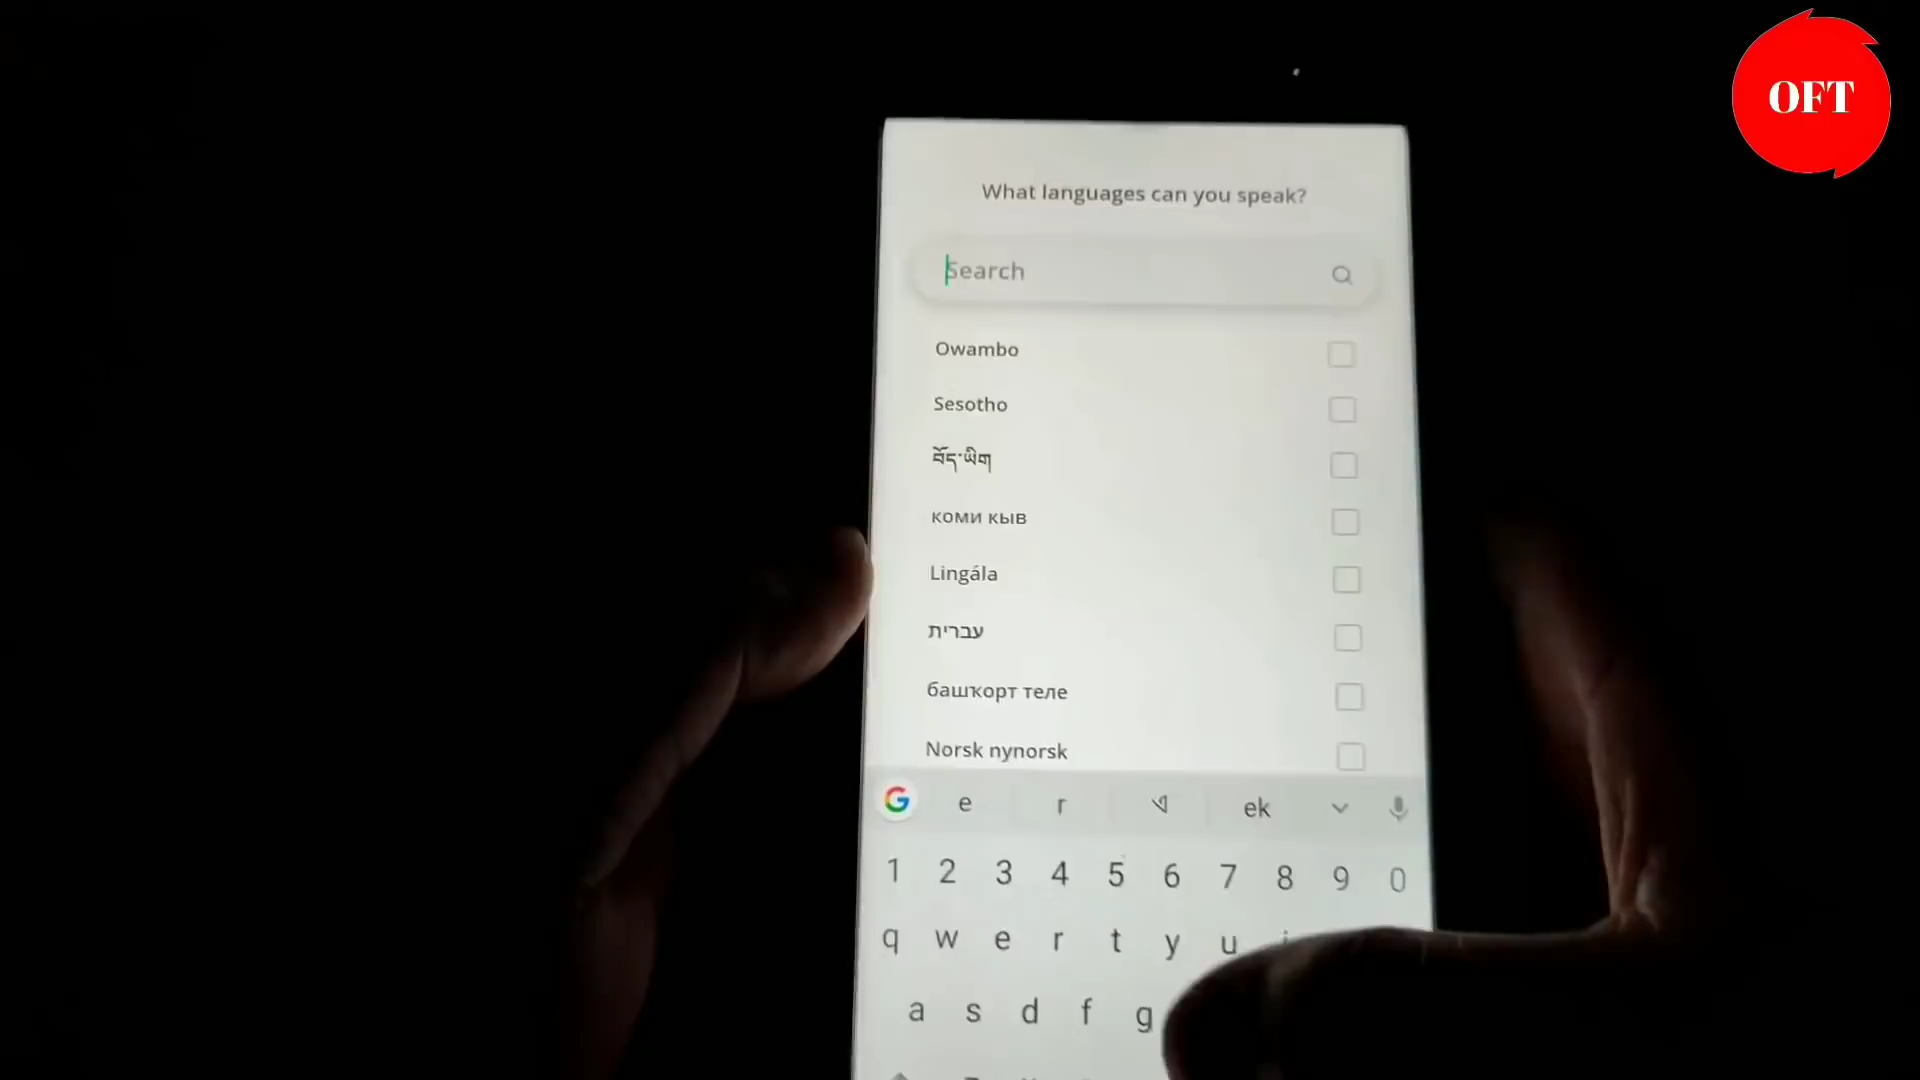 OFT
What languages can you speak?
Search
Owambo
Sesotho
བོད་ཡིག
коми кыв
Lingála
עברית
башҡорт теле
Norsk nynorsk
e r ek
1 2 3 4 5 6 7 8 9 0
q w e r t y u
a s d f g